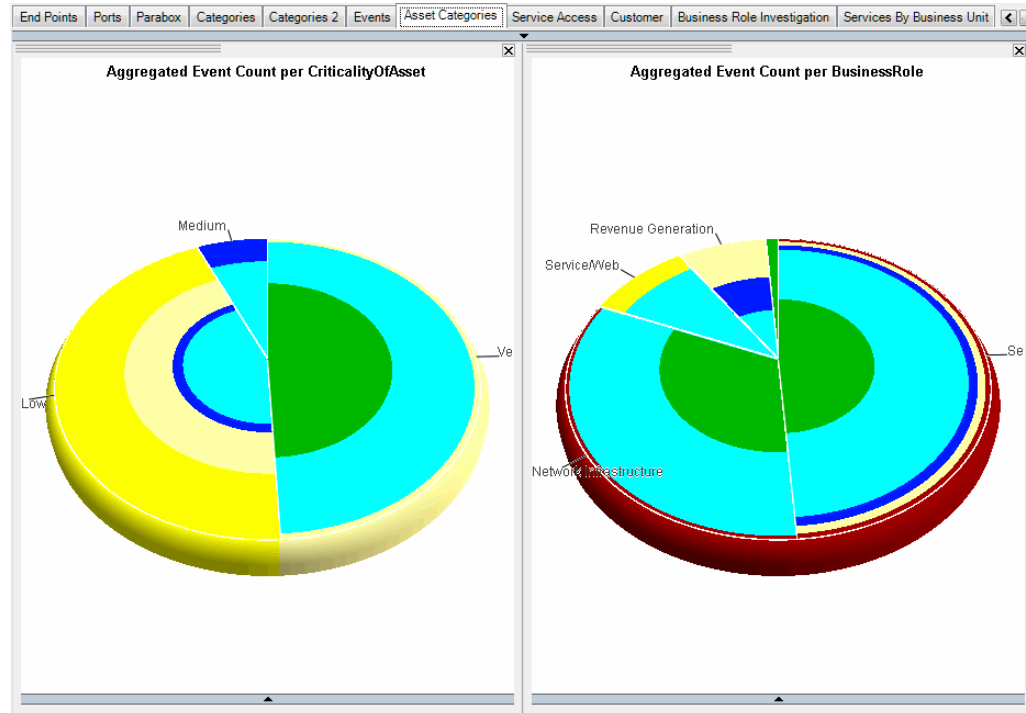 End Points Ports Parabox Categories Categories 2 Events Asset Categories Service Access Customer Business Role Investigation Services By Business Unit
Aggregated Event Count per CriticalityOfAsset
Medium
Ve
Low
Aggregated Event Count per BusinessRole
Revenue Generation
Service/Web
Se
Network Infrastructure